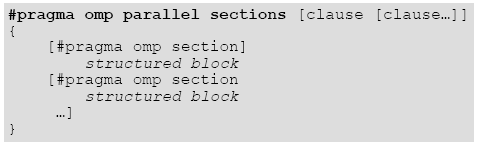 #pragma omp parallel sections [clause [clause…]]
{
[#pragma omp section]
structured block
[#pragma omp section
structured block
…]
}